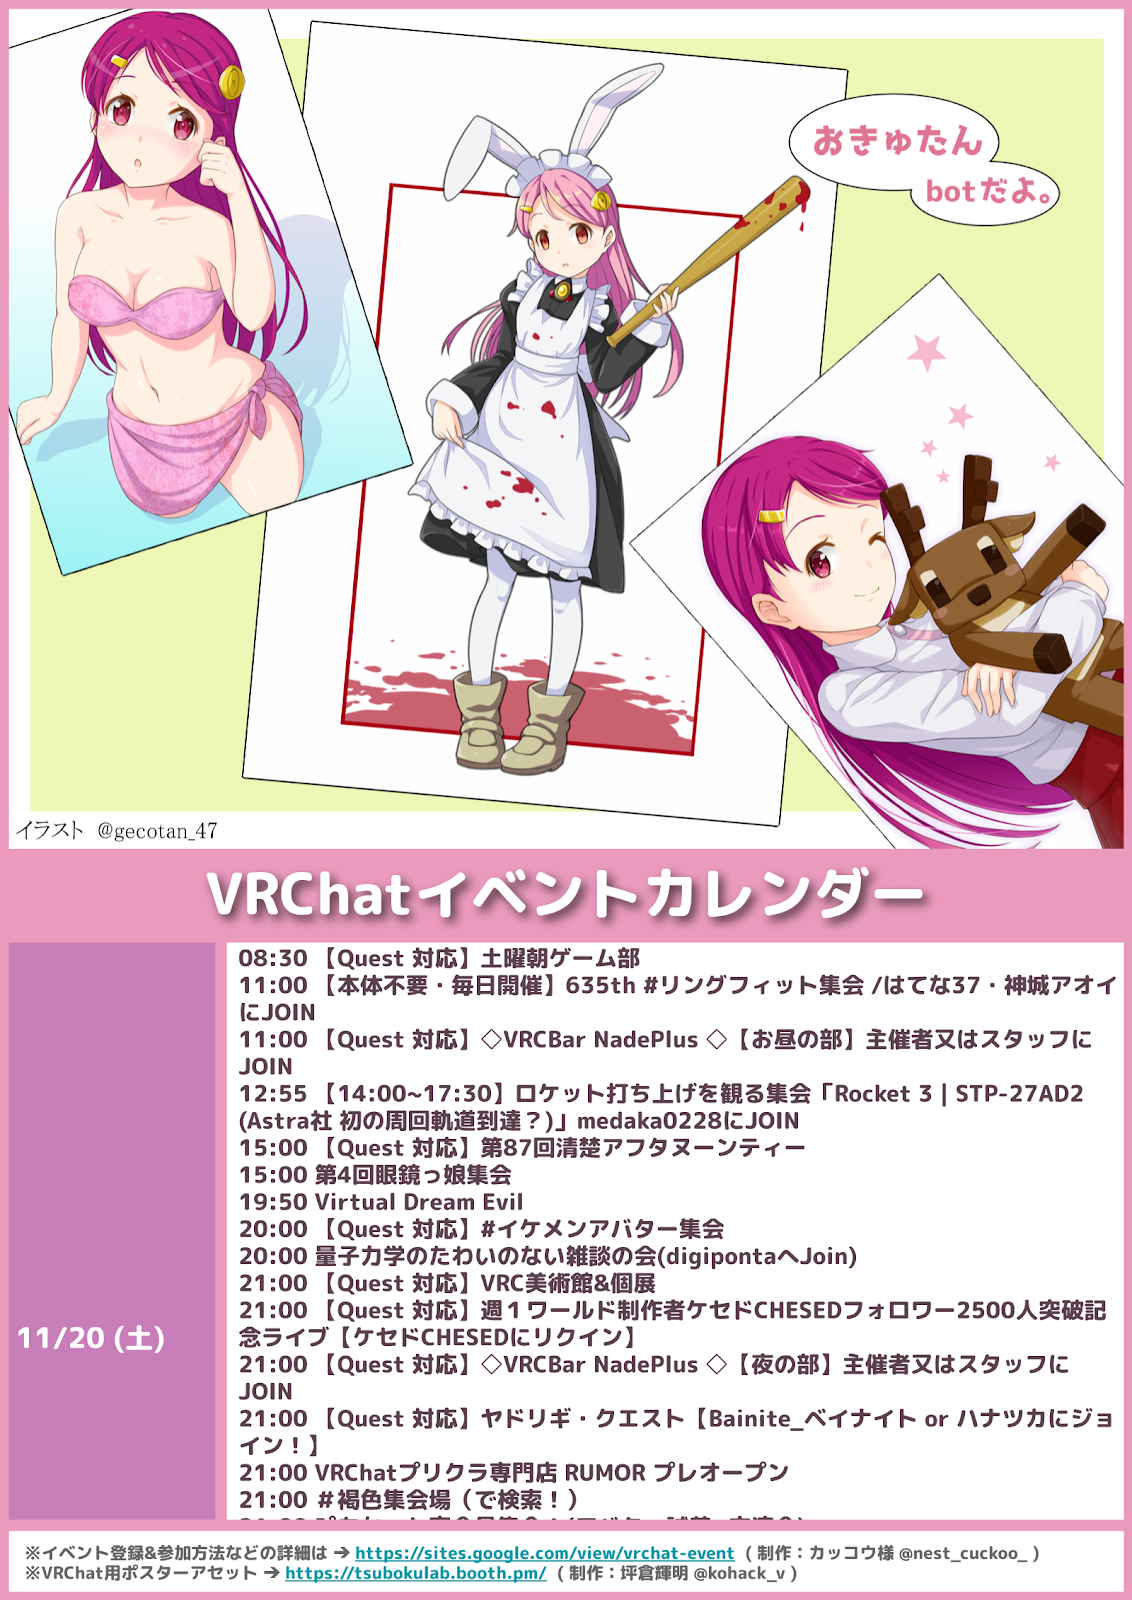 おきゅたん
botだよ。
イラスト @gecotan_47
VRChatイベントカレンダー
11/20 (土)
08:30 【Quest 対応】土曜朝ゲーム部
11:00 【本体不要・毎日開催】635th #リングフィット集会 /はてな37・神城アオイ
にJOIN
11:00 【Quest 対応】◇VRCBar NadePlus ◇【お昼の部】主催者又はスタッフに
JOIN
12:55 【14:00~17:30】ロケット打ち上げを観る集会「Rocket 3 | STP-27AD2
(Astra社 初の周回軌道到達？)」medaka0228にJOIN
15:00 【Quest 対応】第87回清楚アフタヌーンティー
15:00 第4回眼鏡っ娘集会
19:50 Virtual Dream Evil
20:00 【Quest 対応】#イケメンアバター集会
20:00 量子力学のたわいのない雑談の会(digipontaへJoin)
21:00 【Quest 対応】VRC美術館&個展
21:00 【Quest 対応】週１ワールド制作者ケセドCHESEDフォロワー2500人突破記
念ライブ【ケセドCHESEDにリクイン】
21:00 【Quest 対応】◇VRCBar NadePlus ◇【夜の部】主催者又はスタッフに
JOIN
21:00 【Quest 対応】ヤドリギ・クエスト【Bainite_ベイナイト or ハナツカにジョ
イン！】
21:00 VRChatプリクラ専門店 RUMOR プレオープン
21:00 ＃褐色集会場（で検索！）
※イベント登録&参加方法などの詳細は ➔ https://sites.google.com/view/vrchat-event ( 制作：カッコウ様 @nest_cuckoo_ )
※VRChat用ポスターアセット ➔ https://tsubokulab.booth.pm/ ( 制作：坪倉輝明 @kohack_v )